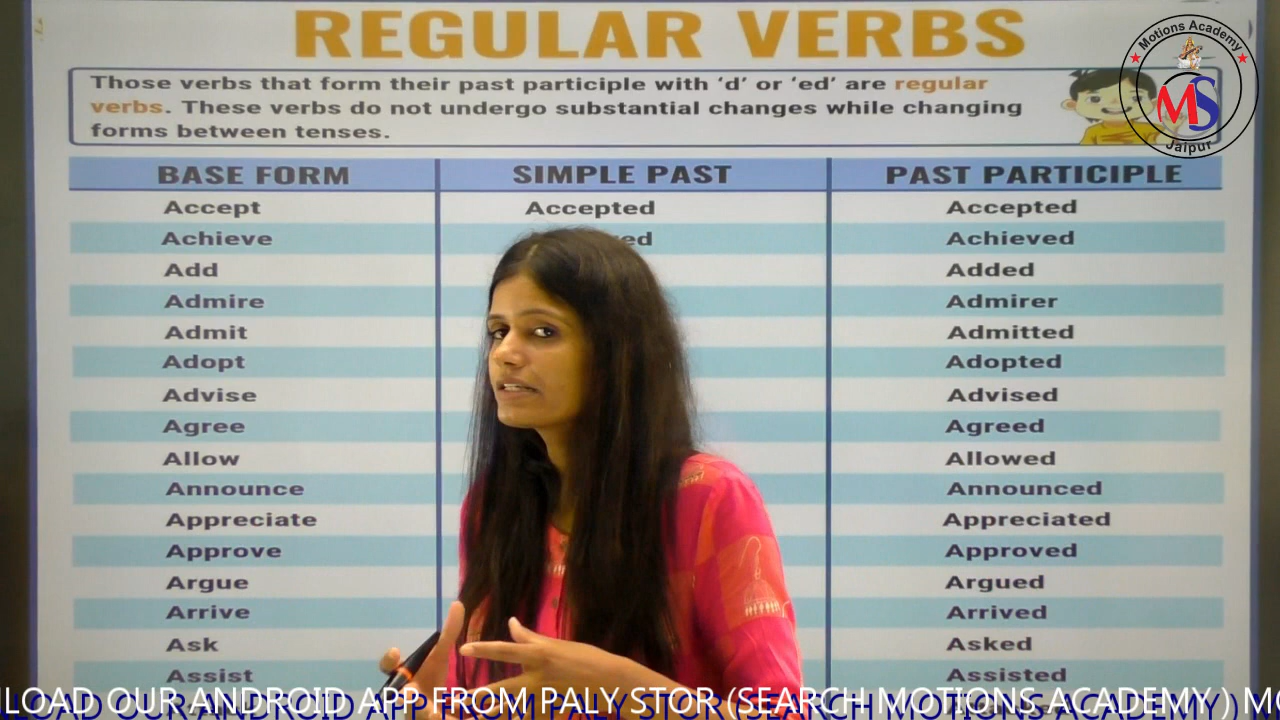 REGULAR VERBS
Those verbs that form their past participle with ‘d’ or ‘ed’ are regular
verbs. These verbs do not undergo substantial changes while changing
forms between tenses.
Motions Academy
MS
Jaipur
BASE FORM SIMPLE PAST PAST PARTICIPLE
Accept Accepted Accepted
Achieve Achieved
Add Added
Admire Admirer
Admit Admitted
Adopt Adopted
Advise Advised
Agree Agreed
Allow Allowed
Announce Announced
Appreciate Appreciated
Approve Approved
Argue Argued
Arrive Arrived
Ask Asked
Assist Assisted
NLOAD OUR ANDROID APP FROM PALY STOR (SEARCH MOTIONS ACADEMY ) MO